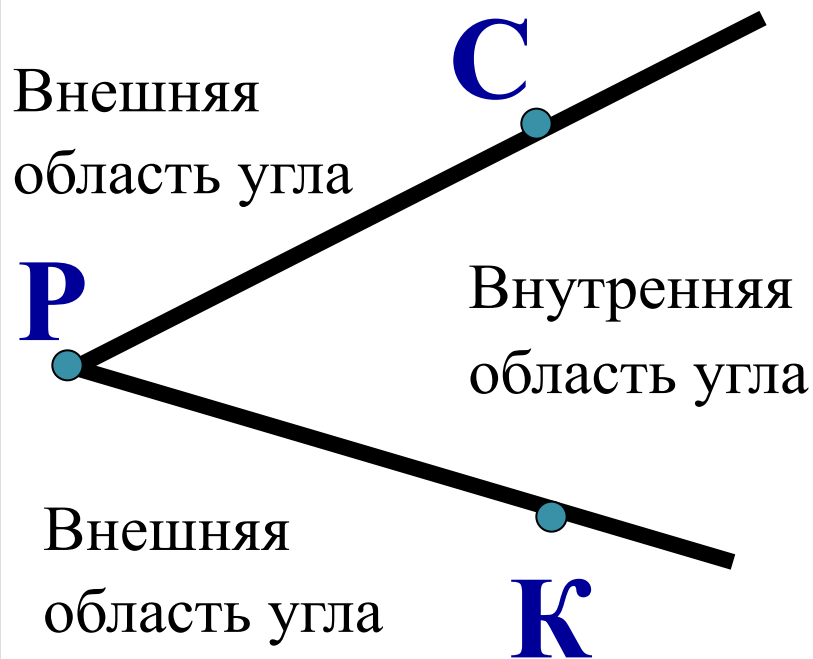 С
Внешняя
область угла
Р
Внутренняя
область угла
Внешняя
область угла
К